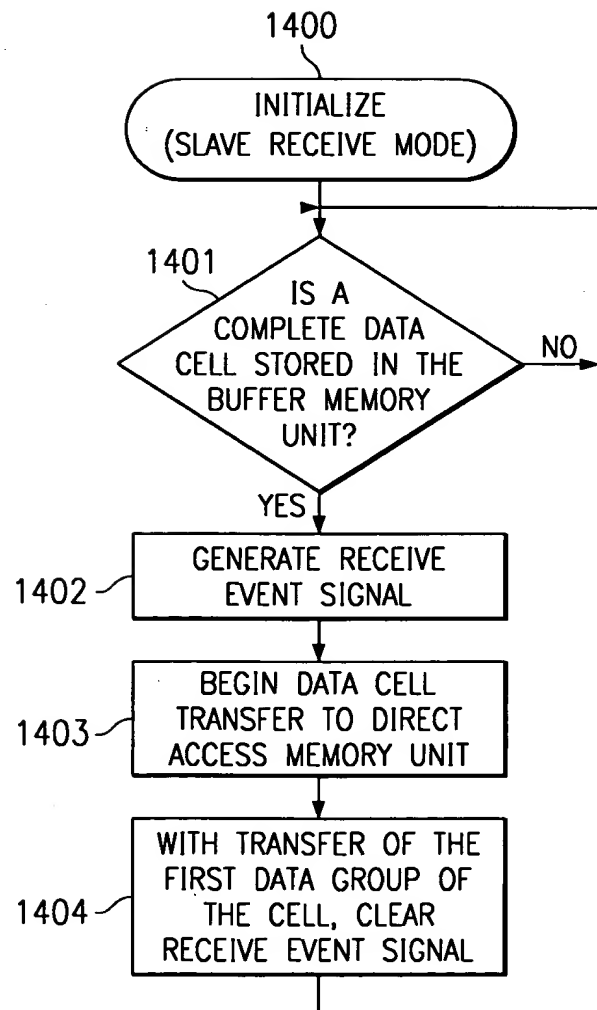 1400
INITIALIZE
(SLAVE RECEIVE MODE)
1401
IS A
COMPLETE DATA
CELL STORED IN THE
BUFFER MEMORY
UNIT?
NO
YES
1402
GENERATE RECEIVE
EVENT SIGNAL
1403
BEGIN DATA CELL
TRANSFER TO DIRECT
ACCESS MEMORY UNIT
1404
WITH TRANSFER OF THE
FIRST DATA GROUP OF
THE CELL, CLEAR
RECEIVE EVENT SIGNAL